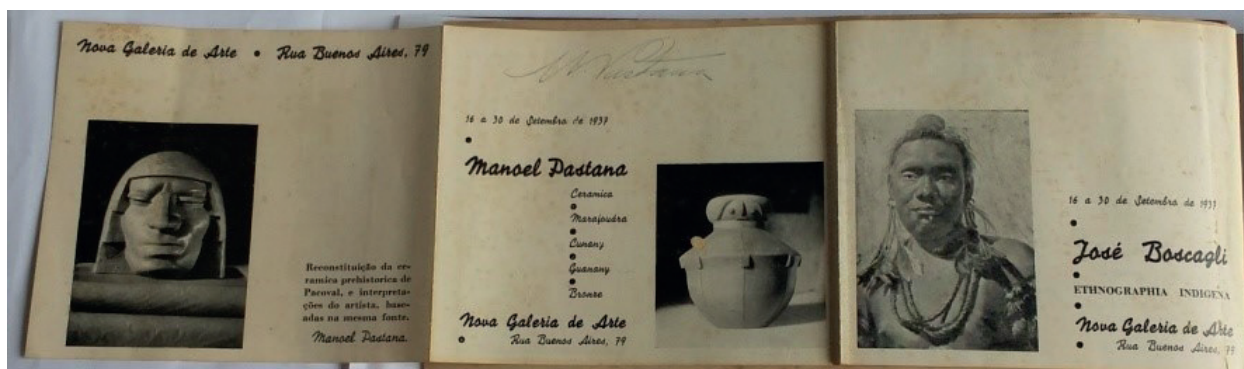 Nova Galeria de Arte • Rua Buenos Aires, 79
Reconstituição da ce-
ramica prehistorica de
Pacoval, e interpreta-
ções do artista, base-
adas na mesma fonte.
Manoel Pastana
16 a 30 de Setembro de 1937
•
Manoel Pastana
Ceramica
•
Marajoudra
•
Cunany
•
Guanany
•
Bronze
Nova Galeria de Arte
• Rua Buenos Aires, 79
16 a 30 de Setembro de 1937
•
José Boscagli
•
ETHNOGRAPHIA INDIGENA
•
Nova Galeria de Arte
• Rua Buenos Aires, 79